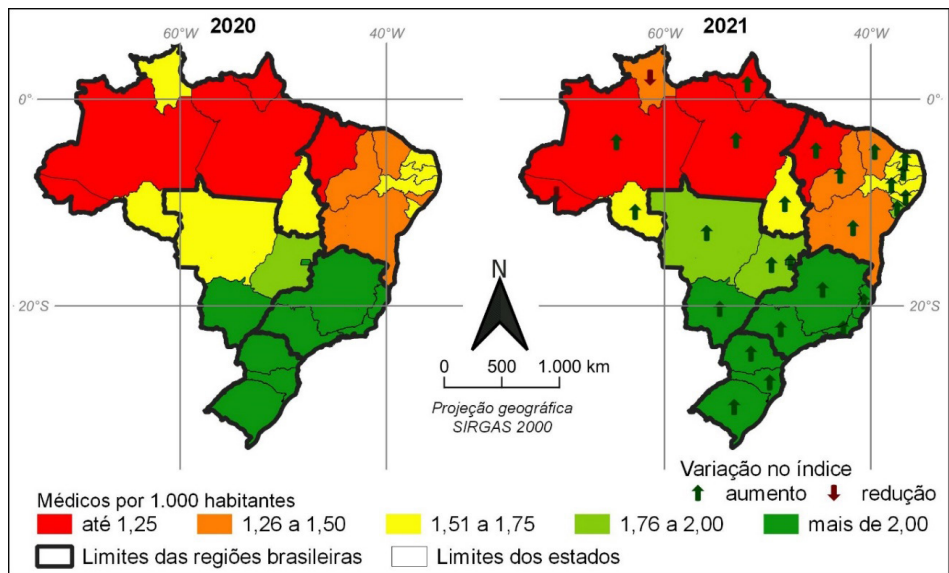 2020
2021
60°W
40°W
60°W
40°W
0°
0°
20°S
20°S
N
0 500 1.000 km
Projeção geográfica
SIRGAS 2000
Variação no índice
aumento redução
Médicos por 1.000 habitantes
até 1,25 1,26 a 1,50 1,51 a 1,75 1,76 a 2,00 mais de 2,00
Limites das regiões brasileiras Limites dos estados